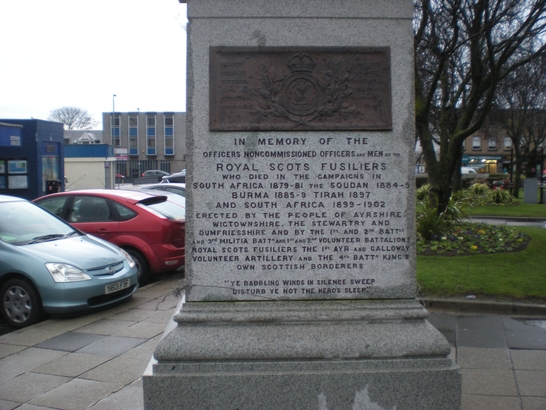 IN MEMORY OF THE
OFFICERS NONCOMMISSIONED OFFICERS AND MEN OF THE
ROYAL SCOTS FUSILIERS
WHO DIED IN THE CAMPAIGNS IN
SOUTH AFRICA 1879-81 THE SOUDAN 1884-5
BURMA 1885-9 TIRAH 1897
AND SOUTH AFRICA 1899-1902
ERECTED BY THE PEOPLE OF AYRSHIRE
WIGTOWNSHIRE, THE STEWARTRY AND
DUMFRIESSHIRE AND BY THE 1ST AND 2ND BATTNS
AND 3RD MILITIA BATTN AND 1ST AND 2ND VOLUNTEER BATTALIONS
ROYAL SCOTS FUSILIERS THE 1ST AYR AND GALLOWAY
VOLUNTEER ARTILLERY AND THE 4TH BATTN KING'S
OWN SCOTTISH BORDERERS
"YE BABBLING WINDS IN SILENCE SWEEP
DISTURB YE NOT THE HERO'S SLEEP"